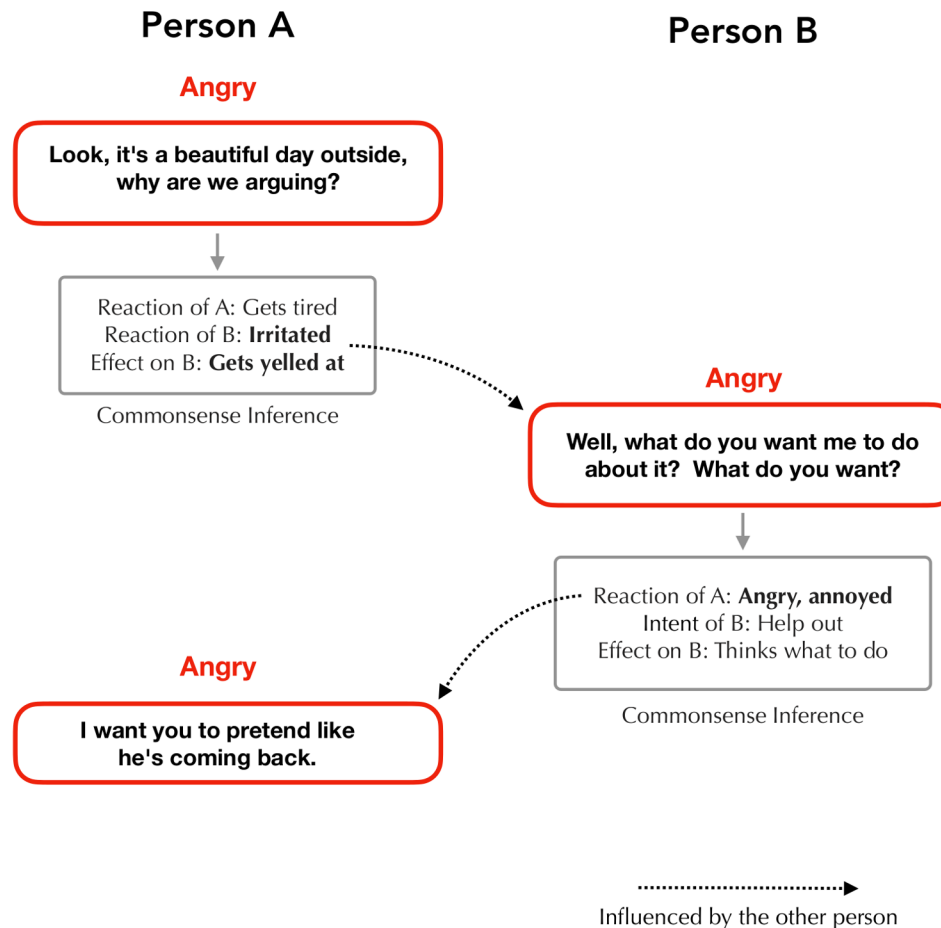 Person A
Person B
Angry
Look, it's a beautiful day outside,
why are we arguing?
Reaction of A: Gets tired
Reaction of B: Irritated
Effect on B: Gets yelled at
Commonsense Inference
Angry
Well, what do you want me to do
about it?  What do you want?
Reaction of A: Angry, annoyed
Intent of B: Help out
Effect on B: Thinks what to do
Commonsense Inference
Angry
I want you to pretend like
he's coming back.
Influenced by the other person